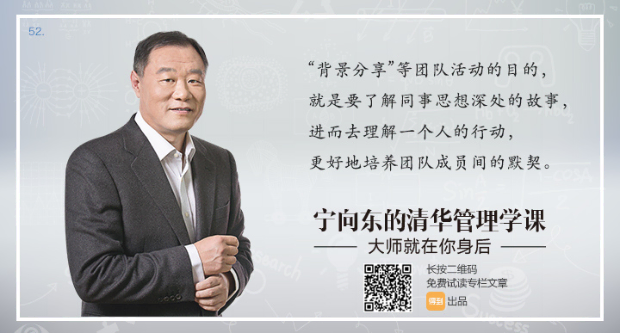 52.
“背景分享”等团队活动的目的，
就是要了解同事思想深处的故事，
进而去理解一个人的行动，
更好地培养团队成员间的默契。
宁向东的清华管理学课
大师就在你身后
长按二维码
免费试读专栏文章
得到 出品